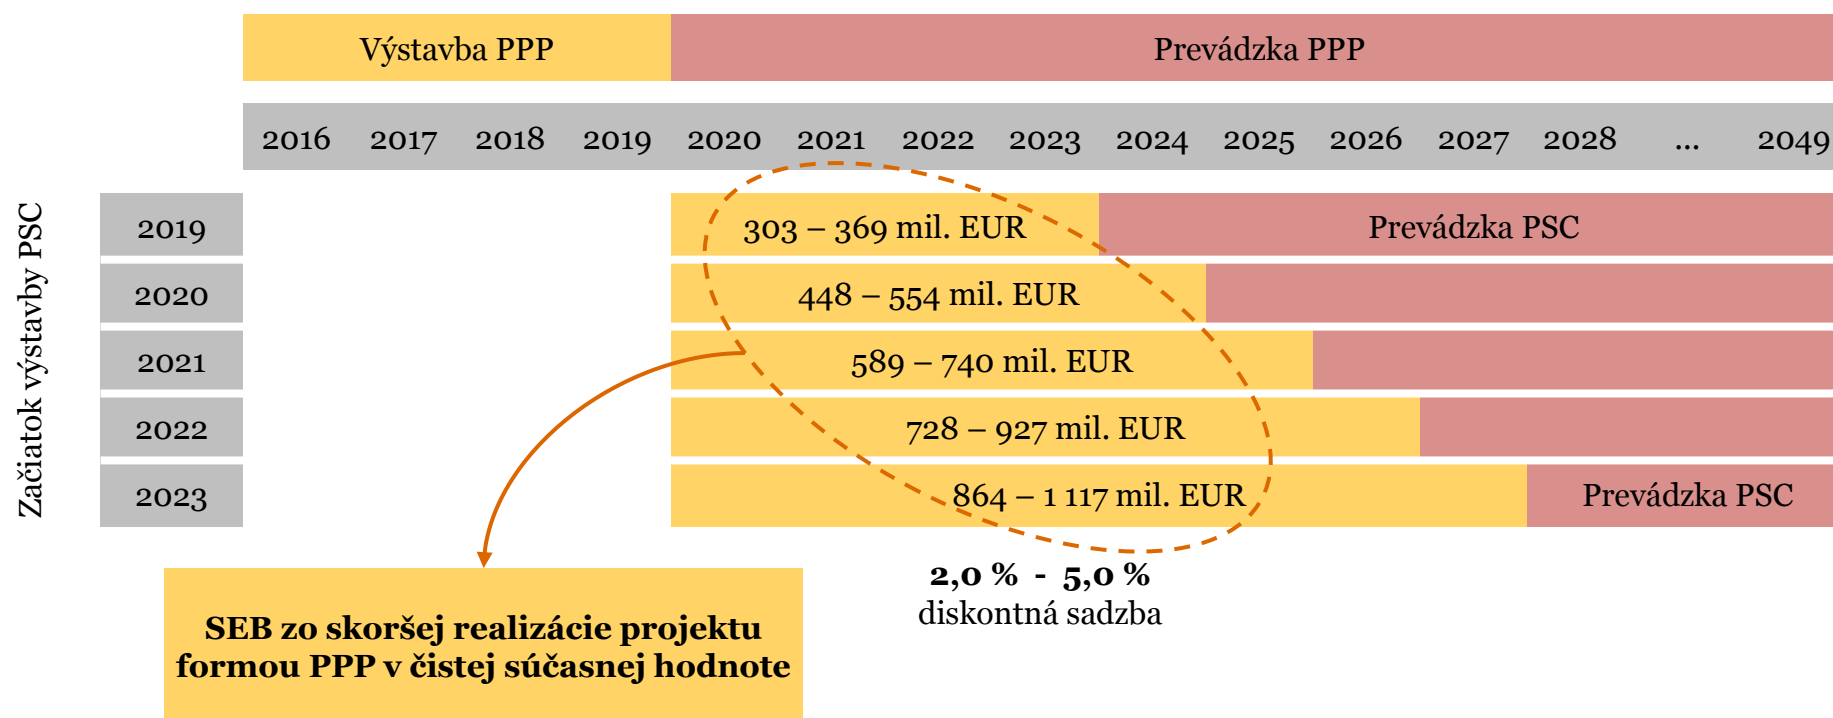 Výstavba PPP
Prevádzka PPP
2016 2017 2018 2019 2020 2021 2022 2023 2024 2025 2026 2027 2028 ... 2049
Začiatok výstavby PSC
2019
303 – 369 mil. EUR
Prevádzka PSC
2020
448 – 554 mil. EUR
2021
589 – 740 mil. EUR
2022
728 – 927 mil. EUR
2023
864 – 1 117 mil. EUR
Prevádzka PSC
2,0 % - 5,0 %
diskontná sadzba
SEB zo skoršej realizácie projektu
formou PPP v čistej súčasnej hodnote